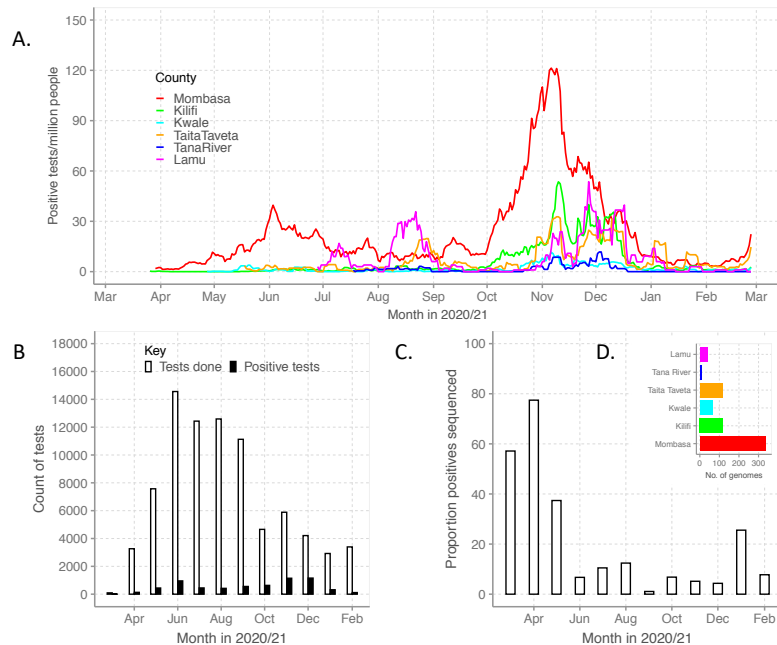 A.
150
120
90
60
30
0
Positive tests/million people
County
Mombasa
Kilifi
Kwale
TaitaTaveta
TanaRiver
Lamu
Mar Apr May Jun Jul Aug Sep Oct Nov Dec Jan Feb Mar
Month in 2020/21
B
18000
16000
14000
12000
10000
8000
6000
4000
2000
0
Count of tests
Key
Tests done Positive tests
Apr Jun Aug Oct Dec Feb
Month in 2020/21
C.
100
80
60
40
20
0
Proportion positives sequenced
Apr Jun Aug Oct Dec Feb
Month in 2020/21
D.
Lamu
Tana River
Taita Taveta
Kwale
Kilifi
Mombasa
0 100 200 300
No. of genomes